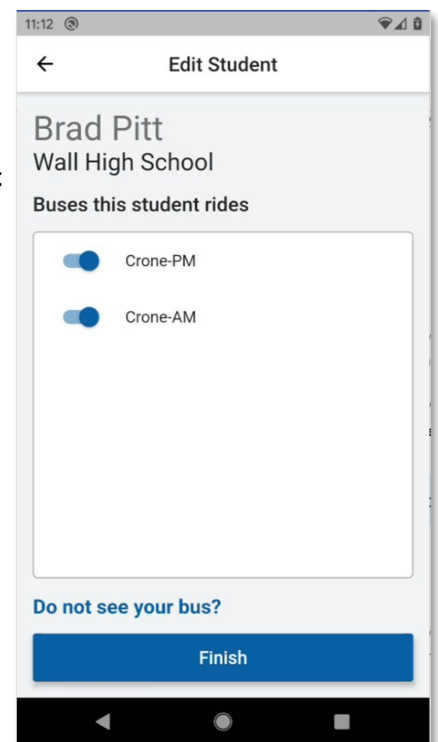 11:12
Edit Student
Brad Pitt
Wall High School
Buses this student rides
Crone-PM
Crone-AM
Do not see your bus?
Finish